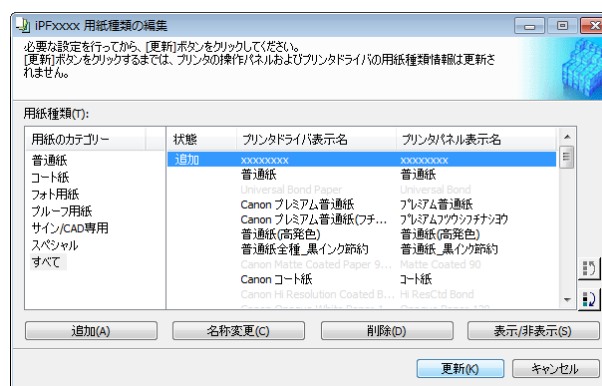 iPFxxxx 用紙種類の編集
必要な設定を行ってから、[更新]ボタンをクリックしてください。
[更新]ボタンをクリックするまでは、プリンタの操作パネルおよびプリンタドライバの用紙種類情報は更新さ
れません。
用紙種類(T):
用紙のカテゴリー 状態 プリンタドライバ表示名 プリンタパネル表示名
普通紙 追加 xxxxxxxx xxxxxxxx
コート紙 普通紙 普通紙
フォト用紙 Universal Bond Paper Universal Bond
プルーフ用紙 Canon プレミアム普通紙 プレミアム普通紙
サイン/CAD専用 Canon プレミアム普通紙(フチ... プレミアムフツウシフチナシヨウ
スペシャル 普通紙(高発色) 普通紙(高発色)
すべて 普通紙全種_黒インク節約 普通紙_黒インク節約
Canon Matte Coated Paper 9... Matte Coated 90
Canon コート紙 コート紙
Canon Hi Resolution Coated B... Hi ResCtd Bond
追加(A) 名称変更(C) 削除(D) 表示/非表示(S)
更新(K) キャンセル